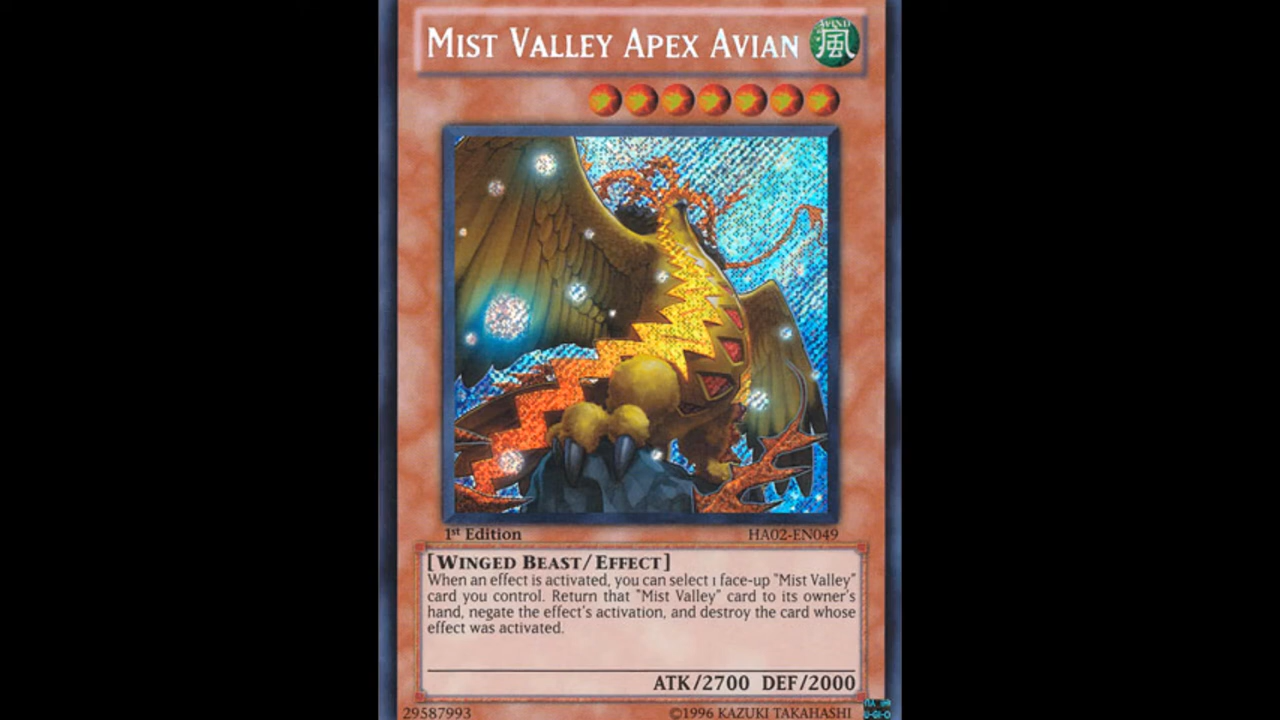 Mist Valley Apex Avian
WIND
風
1st Edition
HA02-EN049
[Winged Beast/Effect]
When an effect is activated, you can select 1 face-up "Mist Valley"
card you control. Return that "Mist Valley" card to its owner's
hand, negate the effect's activation, and destroy the card whose
effect was activated.
ATK/2700 DEF/2000
29587993
©1996 KAZUKI TAKAHASHI